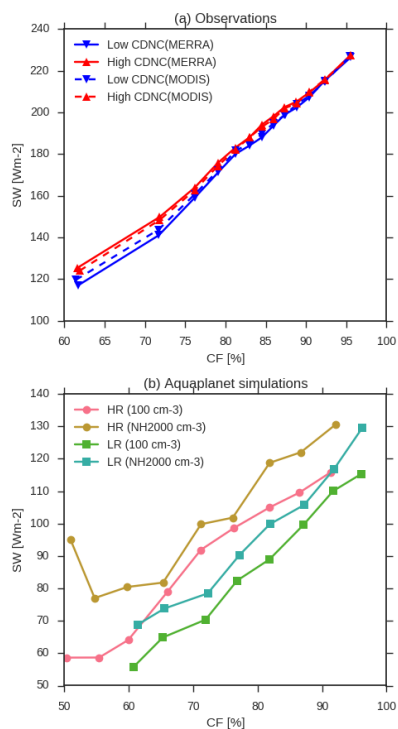 (a) Observations
240
220
200
180
160
140
120
100
SW [Wm-2]
Low CDNC(MERRA)
High CDNC(MERRA)
Low CDNC(MODIS)
High CDNC(MODIS)
60 65 70 75 80 85 90 95 100
CF [%]
(b) Aquaplanet simulations
140
130
120
110
100
90
80
70
60
50
SW [Wm-2]
HR (100 cm-3)
HR (NH2000 cm-3)
LR (100 cm-3)
LR (NH2000 cm-3)
50 60 70 80 90 100
CF [%]